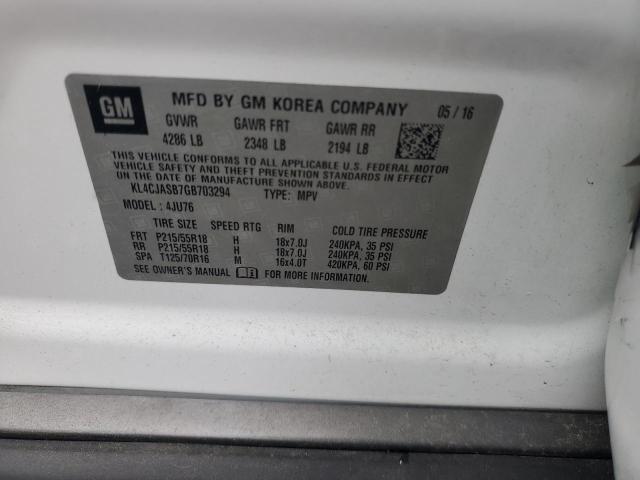 GM MFD BY GM KOREA COMPANY 05 / 16
GVWR GAWR FRT GAWR RR
4286 LB 2348 LB 2194 LB
THIS VEHICLE CONFORMS TO ALL APPLICABLE U.S. FEDERAL MOTOR
VEHICLE SAFETY AND THEFT PREVENTION STANDARDS IN EFFECT
ON THE DATE OF MANUFACTURE SHOWN ABOVE.
KL4CJASB7GB703294 TYPE: MPV
MODEL : 4JU76
TIRE SIZE SPEED RTG RIM COLD TIRE PRESSURE
FRT P215/55R18 H 18x7.0J 240KPA, 35 PSI
RR P215/55R18 H 18x7.0J 240KPA, 35 PSI
SPA T125/70R16 M 16x4.0T 420KPA, 60 PSI
SEE OWNER'S MANUAL FOR MORE INFORMATION.